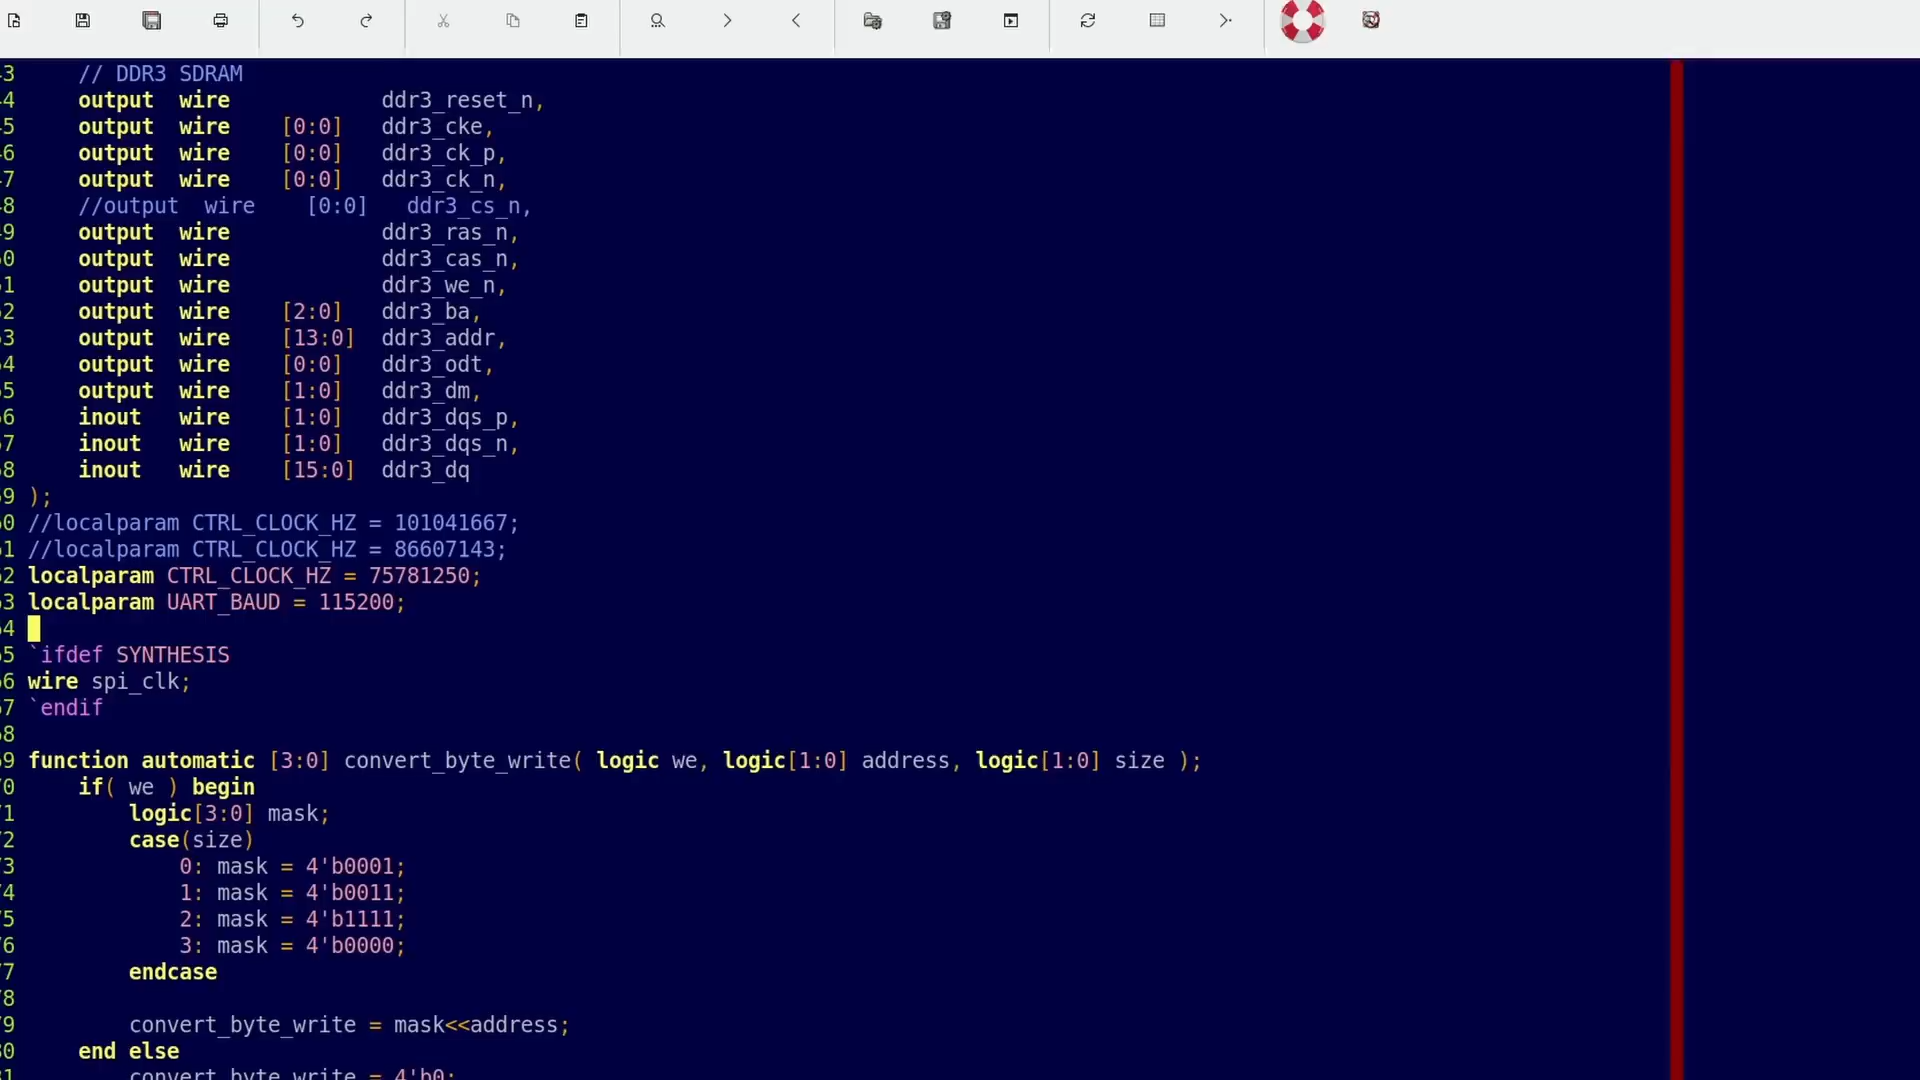 3     // DDR3 SDRAM
4     output  wire            ddr3_reset_n,
5     output  wire    [0:0]   ddr3_cke,
6     output  wire    [0:0]   ddr3_ck_p,
7     output  wire    [0:0]   ddr3_ck_n,
8     //output  wire    [0:0]   ddr3_cs_n,
9     output  wire            ddr3_ras_n,
0     output  wire            ddr3_cas_n,
1     output  wire            ddr3_we_n,
2     output  wire    [2:0]   ddr3_ba,
3     output  wire    [13:0]  ddr3_addr,
4     output  wire    [0:0]   ddr3_odt,
5     output  wire    [1:0]   ddr3_dm,
6     inout   wire    [1:0]   ddr3_dqs_p,
7     inout   wire    [1:0]   ddr3_dqs_n,
8     inout   wire    [15:0]  ddr3_dq
9 );
0 //localparam CTRL_CLOCK_HZ = 101041667;
1 //localparam CTRL_CLOCK_HZ = 86607143;
2 localparam CTRL_CLOCK_HZ = 75781250;
3 localparam UART_BAUD = 115200;
4
5 `ifdef SYNTHESIS
6 wire spi_clk;
7 `endif
8
9 function automatic [3:0] convert_byte_write( logic we, logic[1:0] address, logic[1:0] size );
0     if( we ) begin
1         logic[3:0] mask;
2         case(size)
3             0: mask = 4'b0001;
4             1: mask = 4'b0011;
5             2: mask = 4'b1111;
6             3: mask = 4'b0000;
7         endcase
8
9         convert_byte_write = mask<<address;
0     end else
1         convert_byte_write = 4'b0;